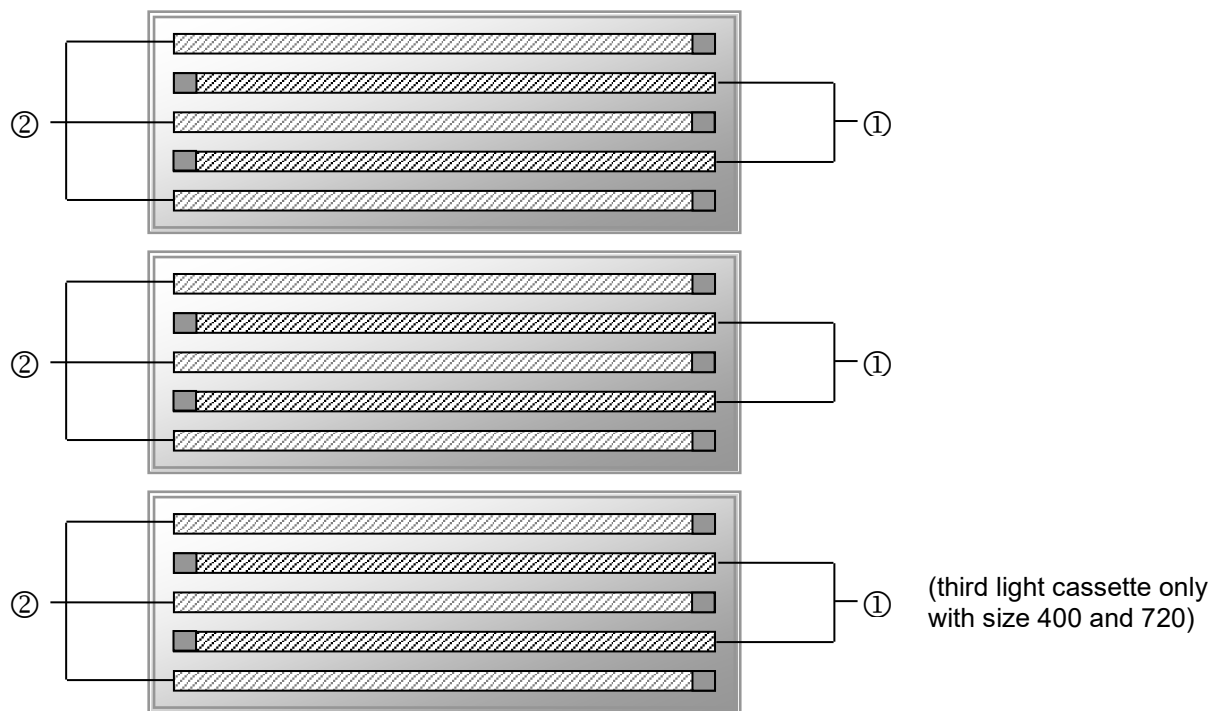 ② ①
② ①
② ① (third light cassette only
with size 400 and 720)